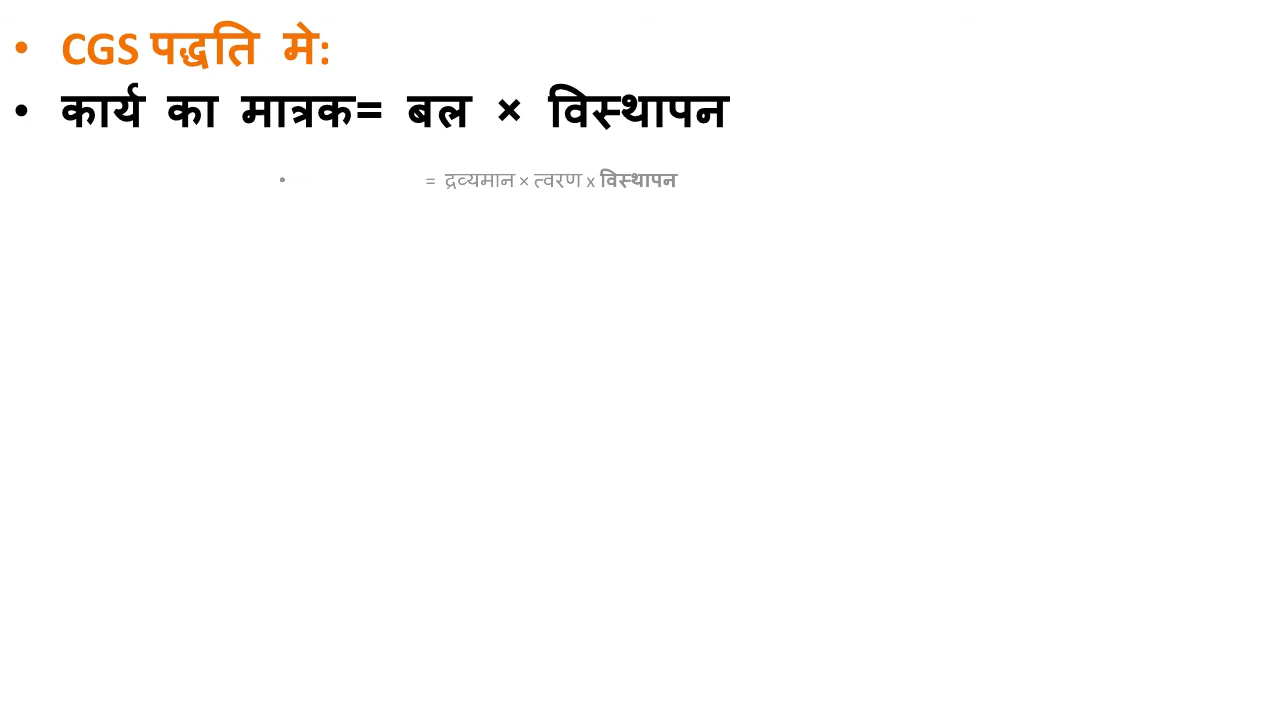 • CGS पद्धति मे:
• कार्य का मात्रक= बल × विस्थापन
• = द्रव्यमान × त्वरण x विस्थापन